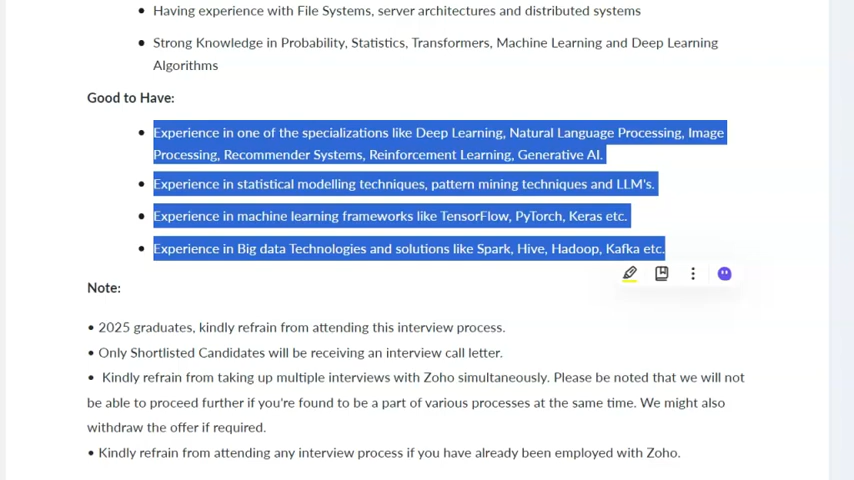 • Having experience with File Systems, server architectures and distributed systems
• Strong Knowledge in Probability, Statistics, Transformers, Machine Learning and Deep Learning
Algorithms
Good to Have:
• Experience in one of the specializations like Deep Learning, Natural Language Processing, Image
Processing, Recommender Systems, Reinforcement Learning, Generative AI.
• Experience in statistical modelling techniques, pattern mining techniques and LLM's.
• Experience in machine learning frameworks like TensorFlow, PyTorch, Keras etc.
• Experience in Big data Technologies and solutions like Spark, Hive, Hadoop, Kafka etc.
Note:
• 2025 graduates, kindly refrain from attending this interview process.
• Only Shortlisted Candidates will be receiving an interview call letter.
• Kindly refrain from taking up multiple interviews with Zoho simultaneously. Please be noted that we will not
be able to proceed further if you're found to be a part of various processes at the same time. We might also
withdraw the offer if required.
• Kindly refrain from attending any interview process if you have already been employed with Zoho.